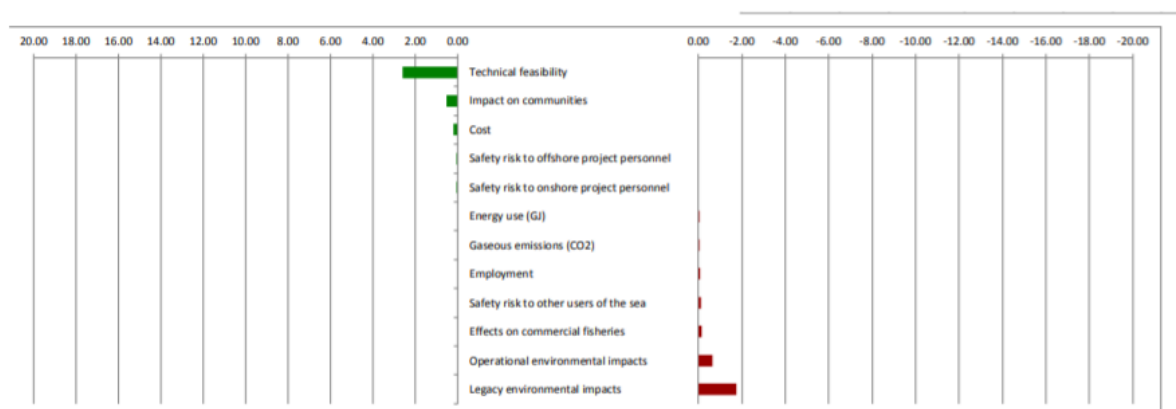 20.00 18.00 16.00 14.00 12.00 10.00 8.00 6.00 4.00 2.00 0.00 0.00 -2.00 -4.00 -6.00 -8.00 -10.00 -12.00 -14.00 -16.00 -18.00 -20.00
Technical feasibility
Impact on communities
Cost
Safety risk to offshore project personnel
Safety risk to onshore project personnel
Energy use (GJ)
Gaseous emissions (CO2)
Employment
Safety risk to other users of the sea
Effects on commercial fisheries
Operational environmental impacts
Legacy environmental impacts